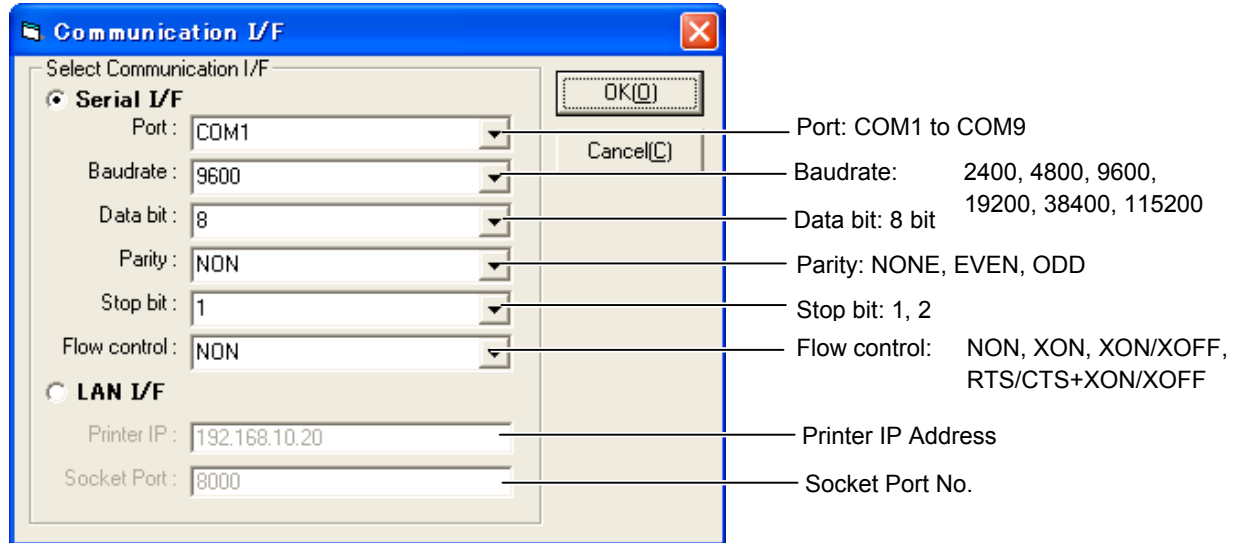 Communication I/F
Select Communication I/F
Serial I/F
OK(O)
Port :
COM1
Port: COM1 to COM9
Cancel(C)
Baudrate :
9600
Baudrate: 2400, 4800, 9600,
19200, 38400, 115200
Data bit :
8
Data bit: 8 bit
Parity :
NON
Parity: NONE, EVEN, ODD
Stop bit :
1
Stop bit: 1, 2
Flow control :
NON
Flow control: NON, XON, XON/XOFF,
RTS/CTS+XON/XOFF
LAN I/F
Printer IP :
192.168.10.20
Printer IP Address
Socket Port :
8000
Socket Port No.